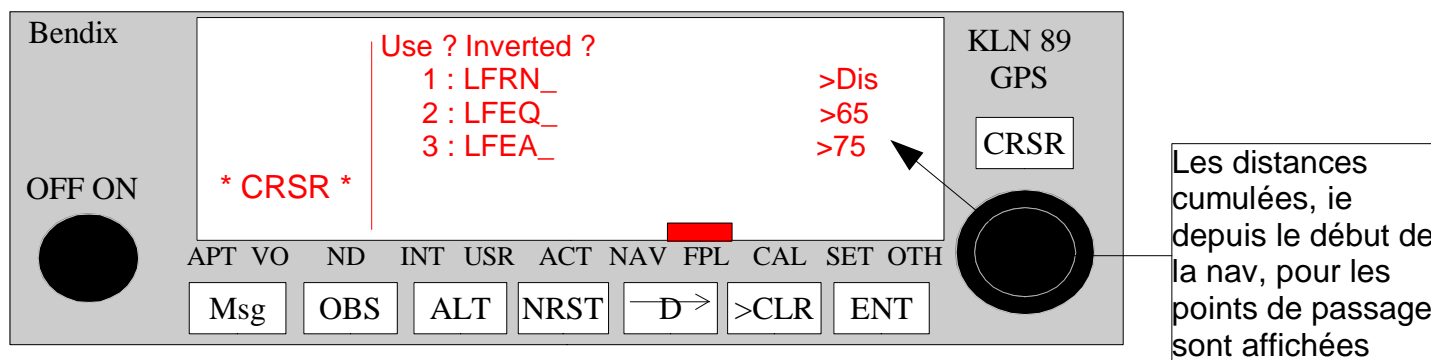 Bendix
KLN 89
GPS
Use ? Inverted ?
1 : LFRN_ >Dis
2 : LFEQ_ >65
3 : LFEA_ >75
* CRSR *
OFF ON
CRSR
APT VO ND INT USR ACT NAV FPL CAL SET OTH
Msg OBS ALT NRST D >CLR ENT
Les distances
cumulées, ie
depuis le début de
la nav, pour les
points de passage
sont affichées